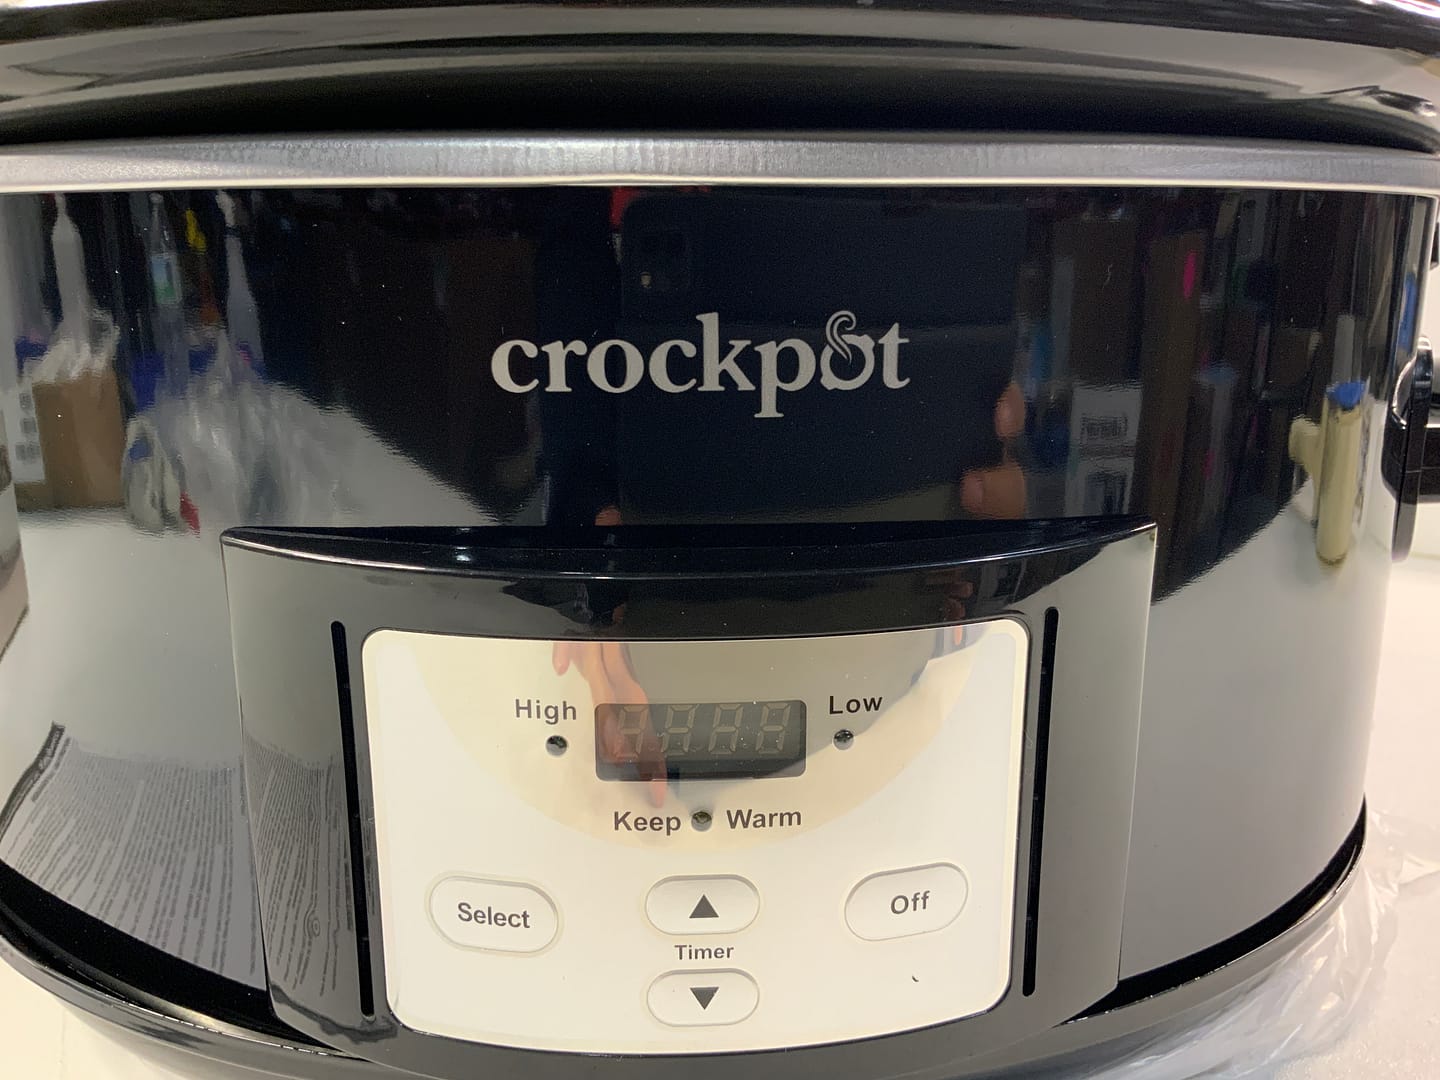 crockpot
High
Low
Keep Warm
Select
Off
Timer